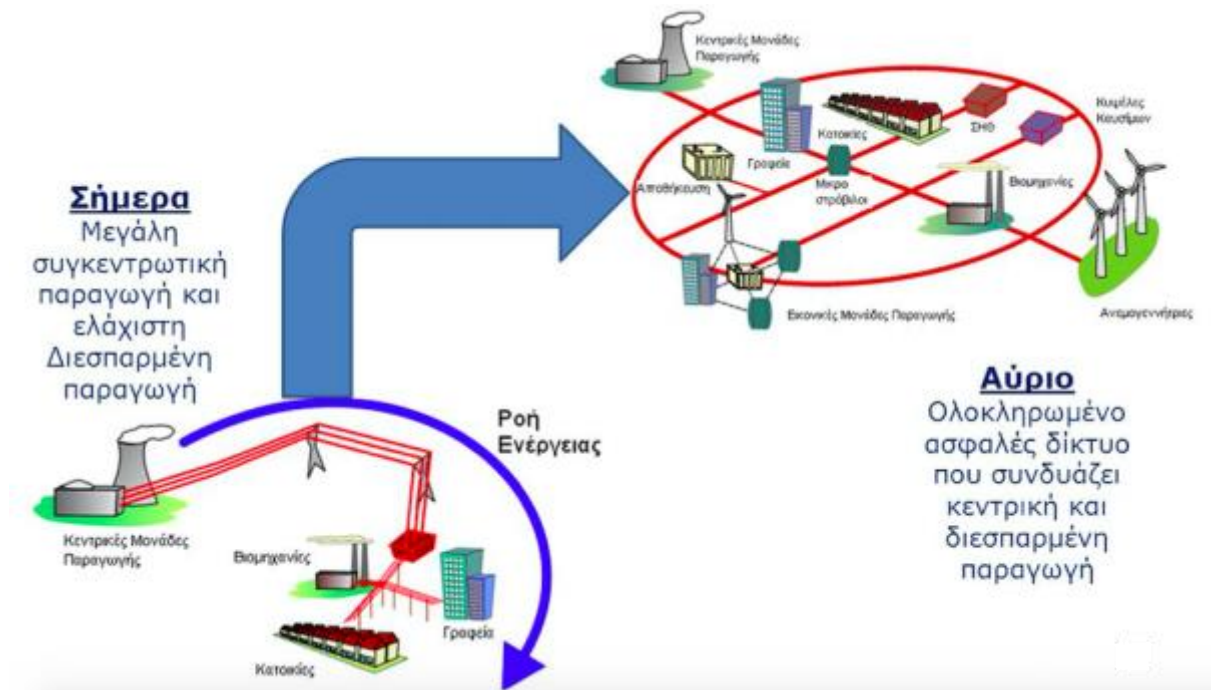 Σήμερα
Μεγάλη
συγκεντρωτική
παραγωγή και
ελάχιστη
Διεσπαρμένη
παραγωγή
Κεντρικές Μονάδες
Παραγωγής
Βιομηχανίες
Γραφεία
Κατοικίες
Ροή
Ενέργειας
Κεντρικές Μονάδες
Παραγωγής
Γραφεία
Κατοικίες
ΣΗΘ
Κυψέλες
Καυσίμων
Αποθήκευση
Μικρο
στρόβιλοι
Βιομηχανίες
Εικονικές Μονάδες Παραγωγής
Ανεμογεννήτριες
Αύριο
Ολοκληρωμένο
ασφαλές δίκτυο
που συνδυάζει
κεντρική και
διεσπαρμένη
παραγωγή